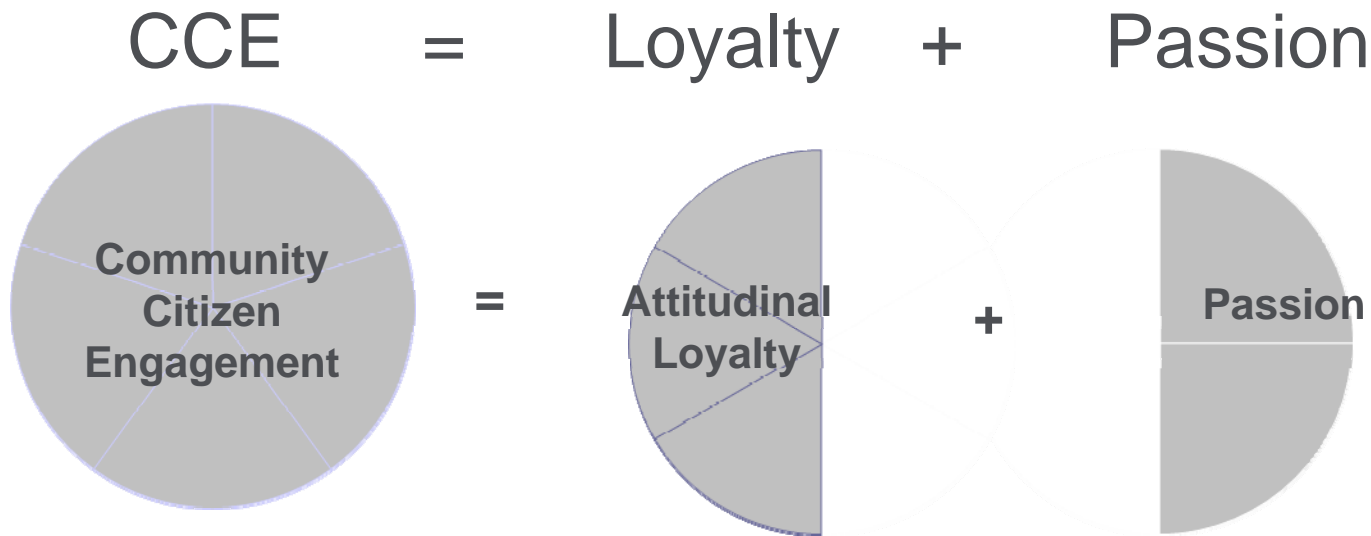 CCE = Loyalty + Passion
Community
Citizen
Engagement
=
Attitudinal
Loyalty
+
Passion